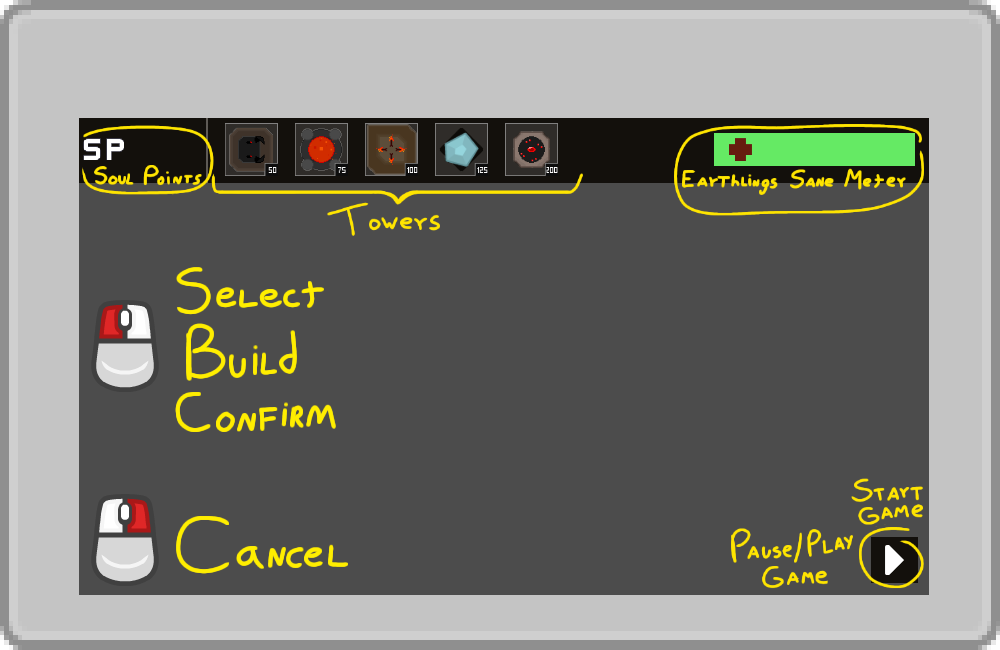 SP
Soul Points
50
75
100
125
200
Earthlings Sane Meter
Towers
Select
Build
Confirm
Cancel
Start
Game
Pause/Play
Game